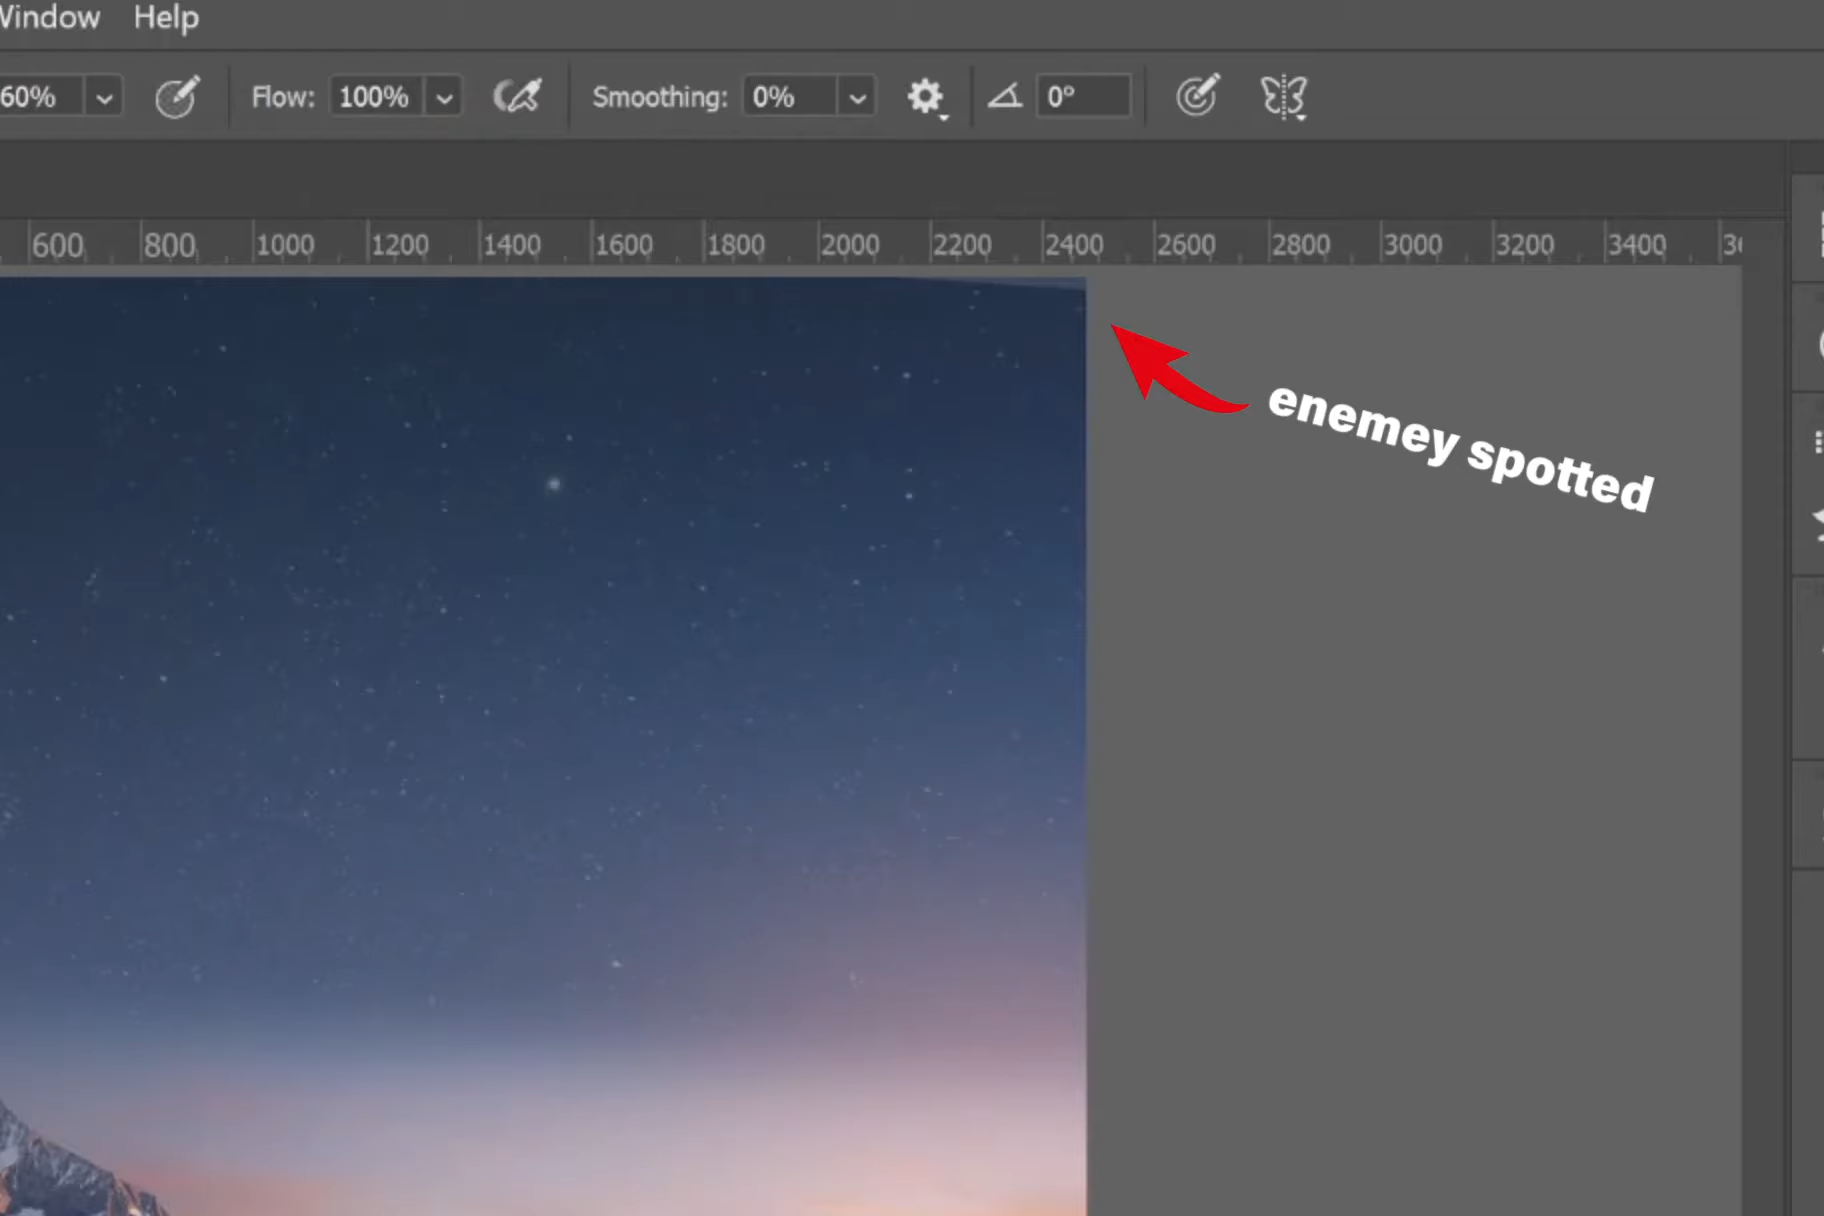 Window Help
60% Flow: 100% Smoothing: 0% 0°
600 800 1000 1200 1400 1600 1800 2000 2200 2400 2600 2800 3000 3200 3400
enemey spotted